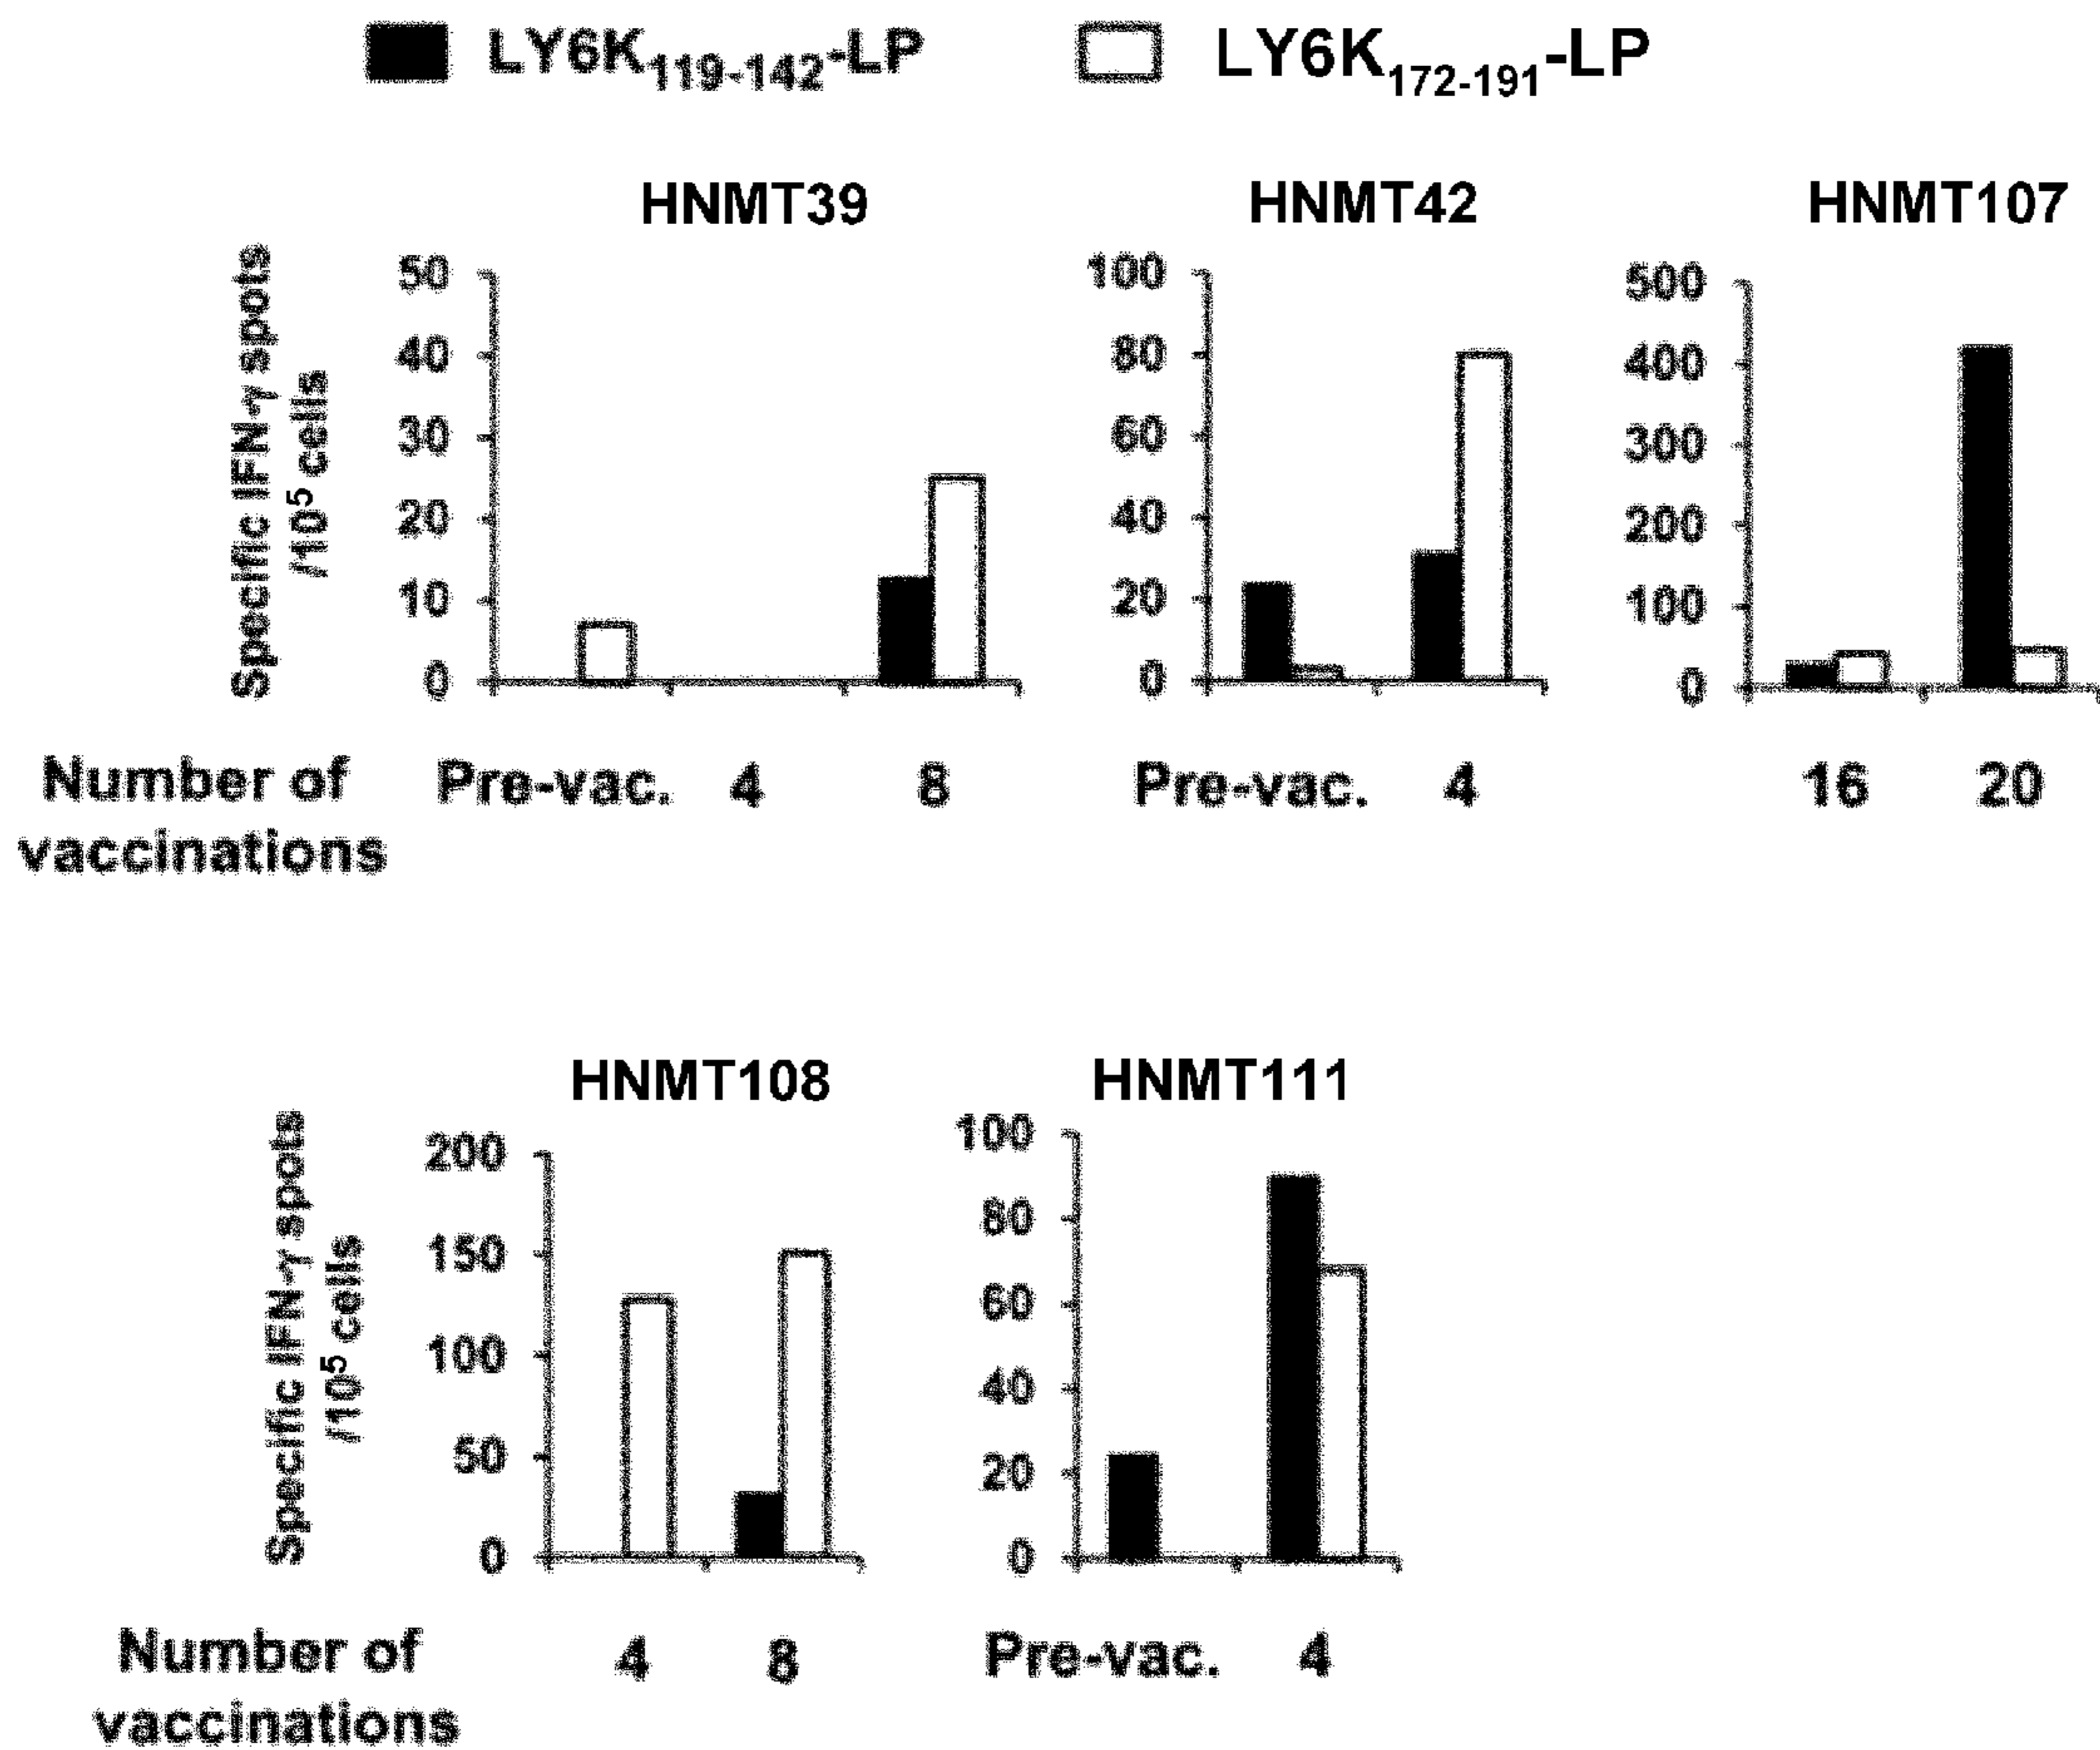 LY6K119-142-LP LY6K172-191-LP
HNMT39 HNMT42 HNMT107
Specific IFN-γ spots
/10⁵ cells
50
40
30
20
10
0
100
80
60
40
20
0
500
400
300
200
100
0
Number of
vaccinations
Pre-vac. 4 8
Pre-vac. 4
16 20
HNMT108 HNMT111
Specific IFN-γ spots
/10⁵ cells
200
150
100
50
0
100
80
60
40
20
0
Number of
vaccinations
4 8
Pre-vac. 4